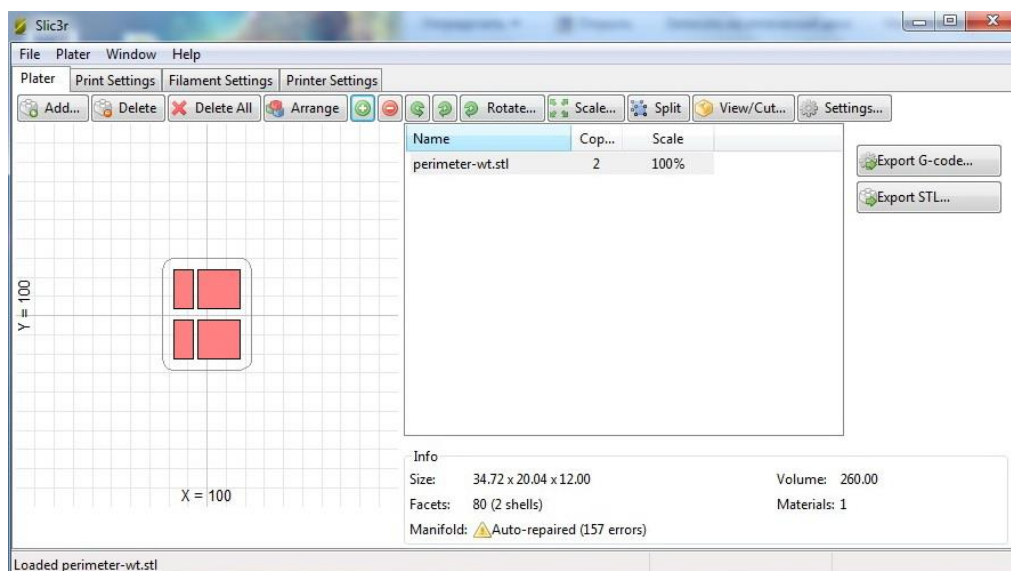 Slic3r
File Plater Window Help
Plater Print Settings Filament Settings Printer Settings
Add... Delete Delete All Arrange Rotate... Scale... Split View/Cut... Settings...
Name Cop... Scale
perimeter-wt.stl 2 100%
Export G-code...
Export STL...
Y = 100
X = 100
Info
Size: 34.72 x 20.04 x 12.00 Volume: 260.00
Facets: 80 (2 shells) Materials: 1
Manifold: Auto-repaired (157 errors)
Loaded perimeter-wt.stl